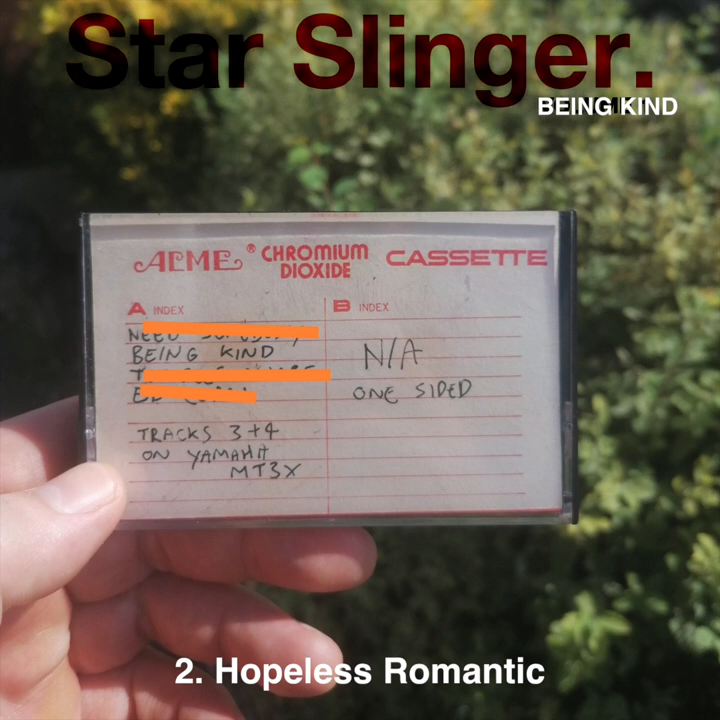 Star Slinger.
BEING KIND
ACME ® CHROMIUM DIOXIDE CASSETTE
A INDEX
B INDEX
NEED
BEING KIND
N/A
ONE SIDED
TRACKS 3+4
ON YAMAHA
MT3X
2. Hopeless Romantic